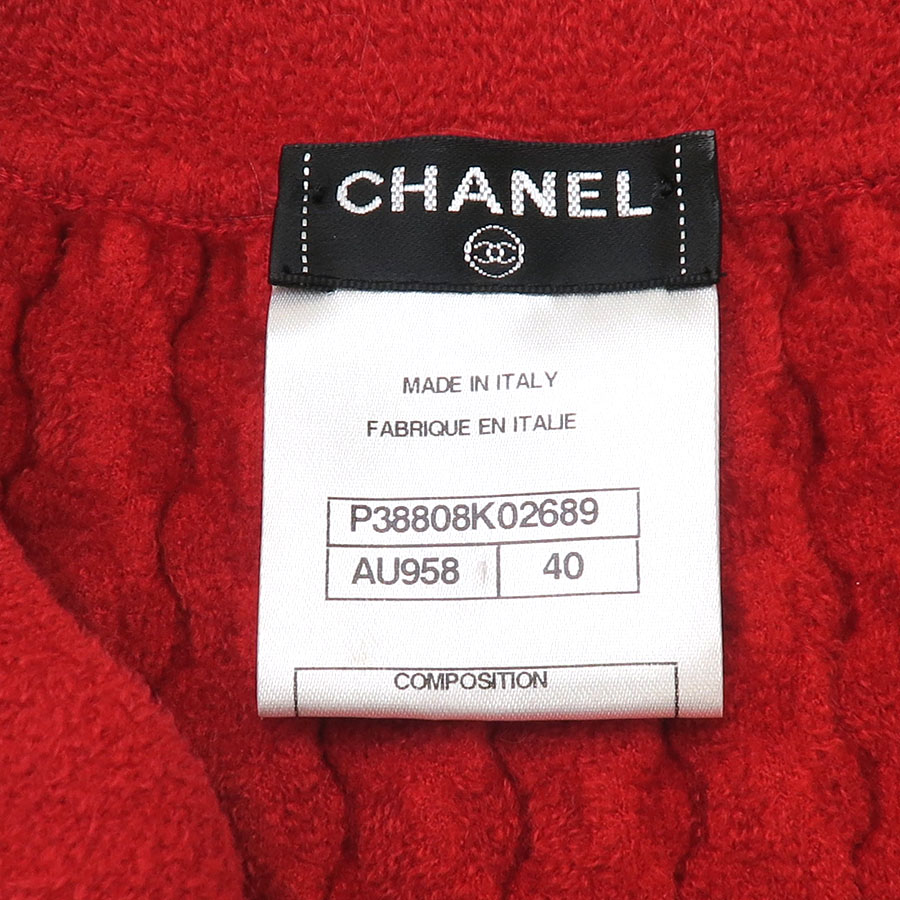 CHANEL
MADE IN ITALY
FABRIQUE EN ITALIE
P38808K02689
AU958 40
COMPOSITION